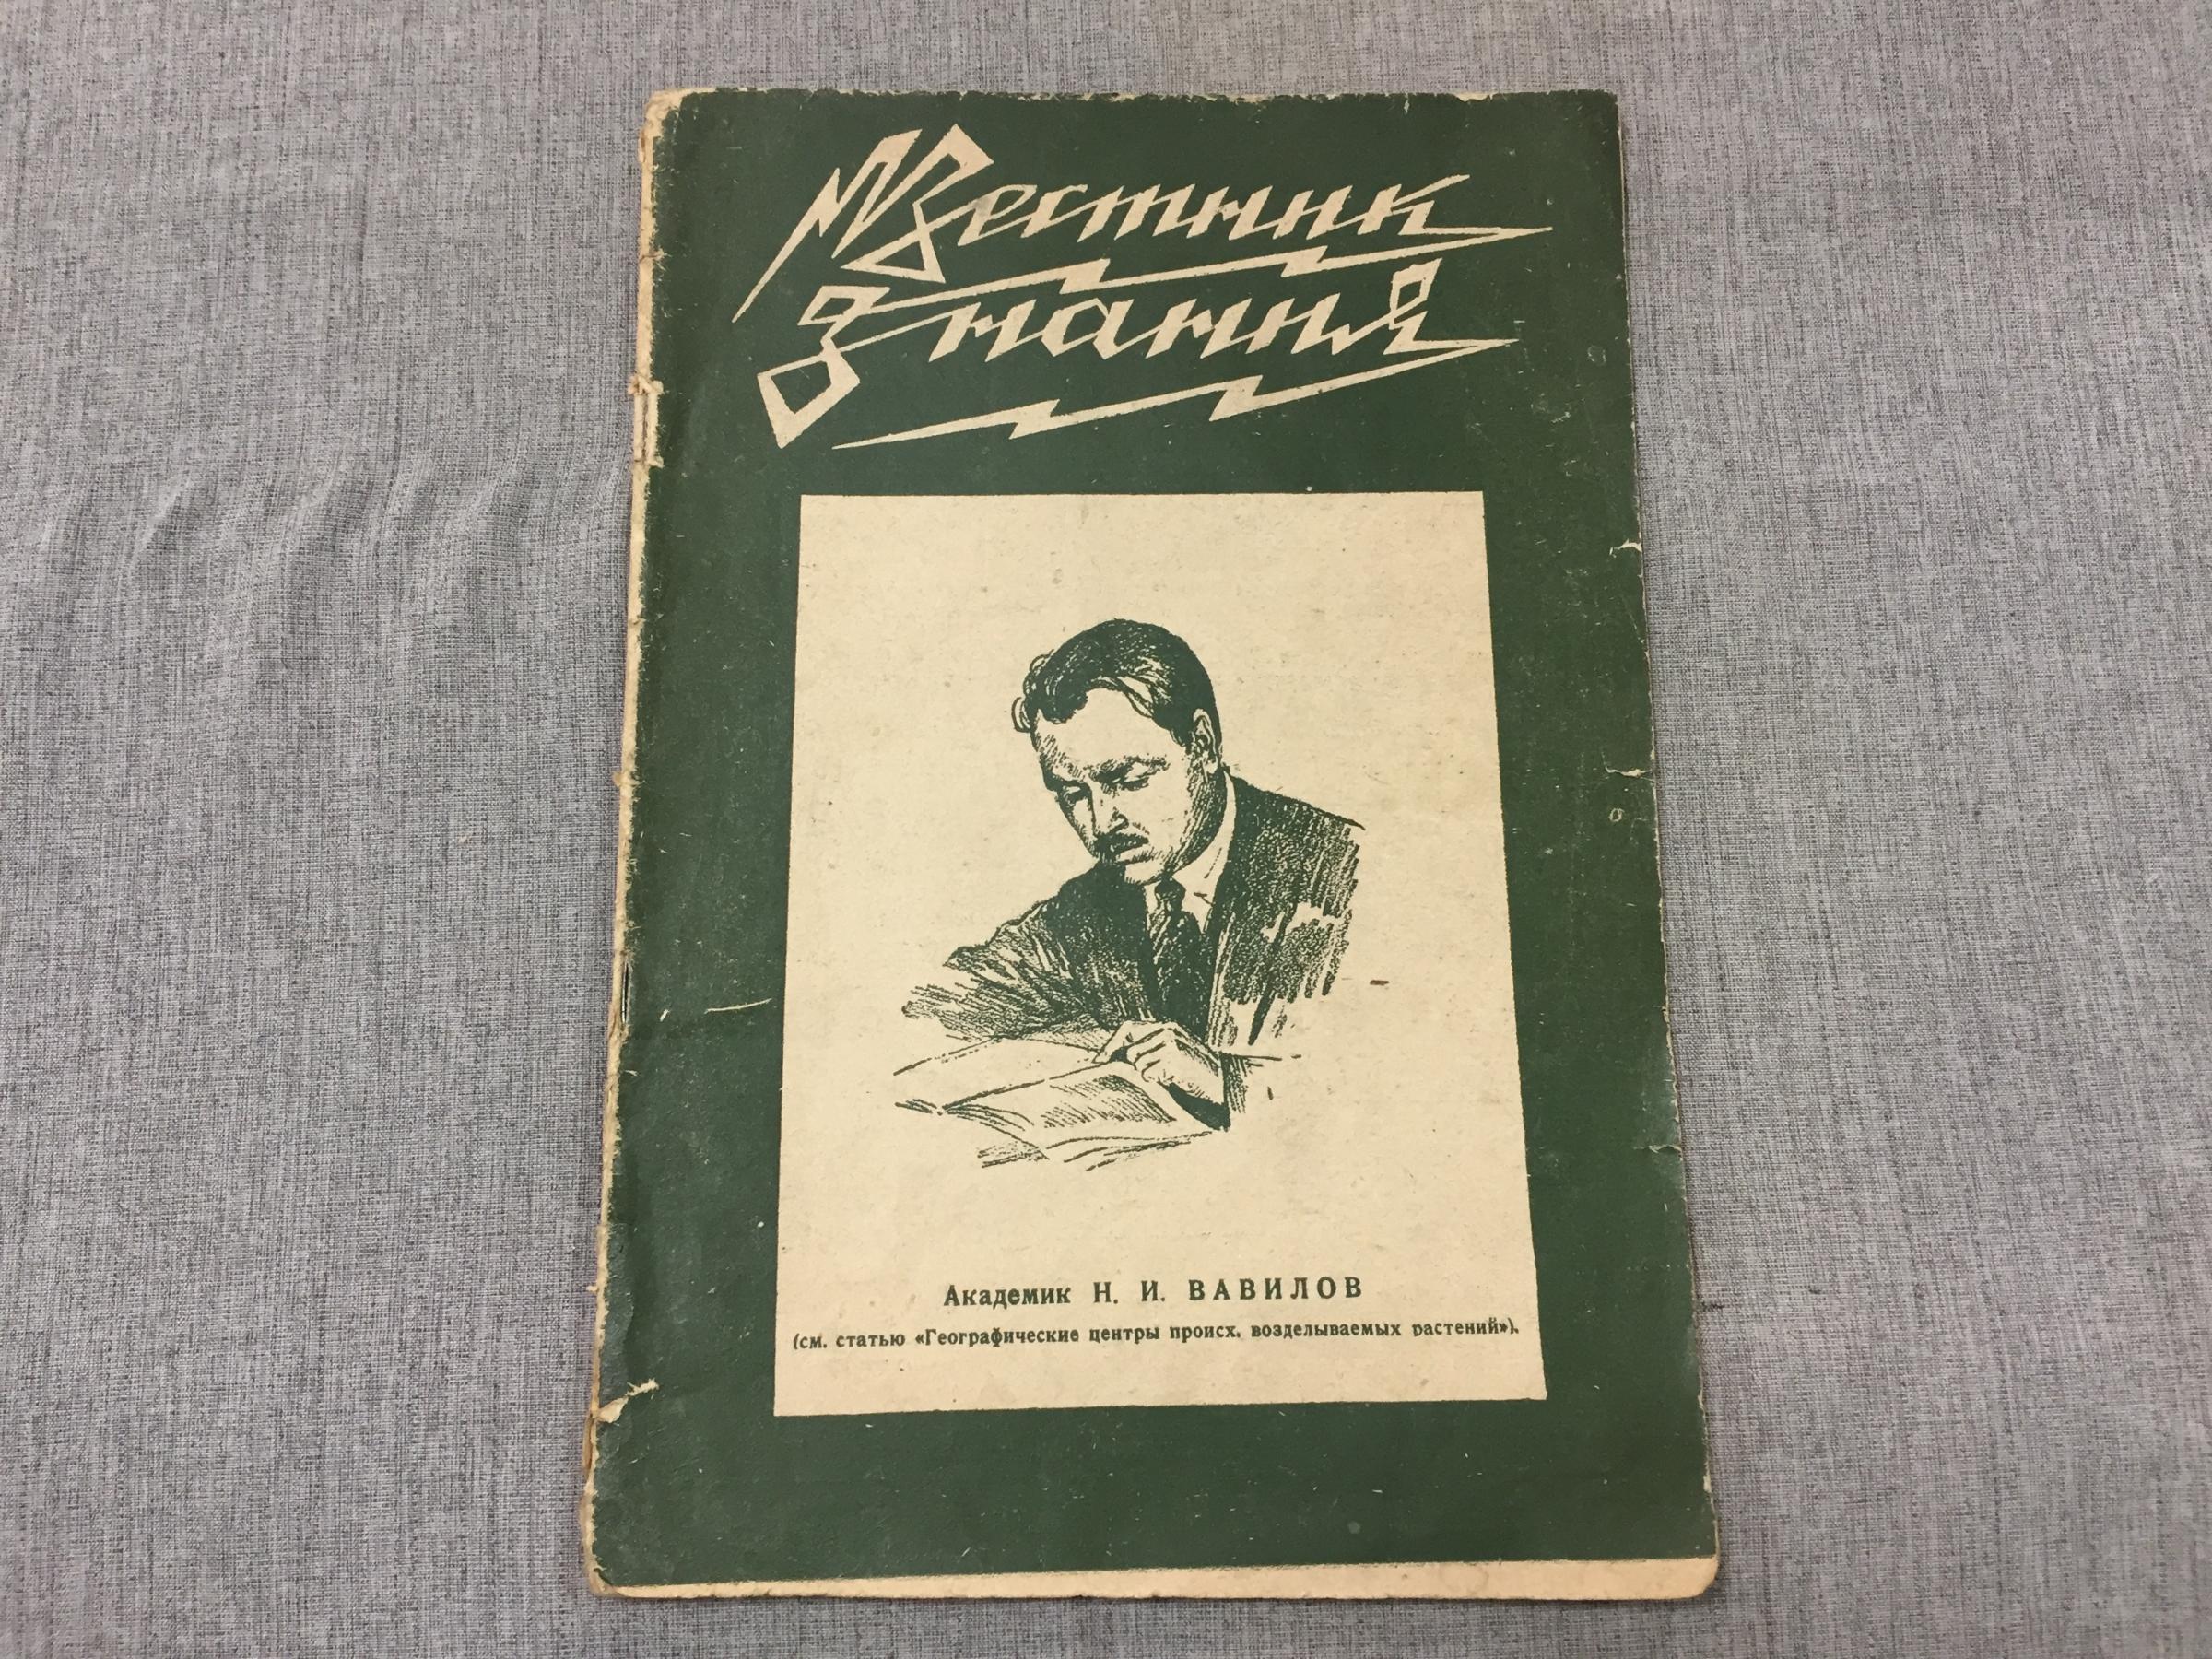 Вестник
Знания
Академик Н. И. ВАВИЛОВ
(см. статью «Географические центры происх. возделываемых растений»).